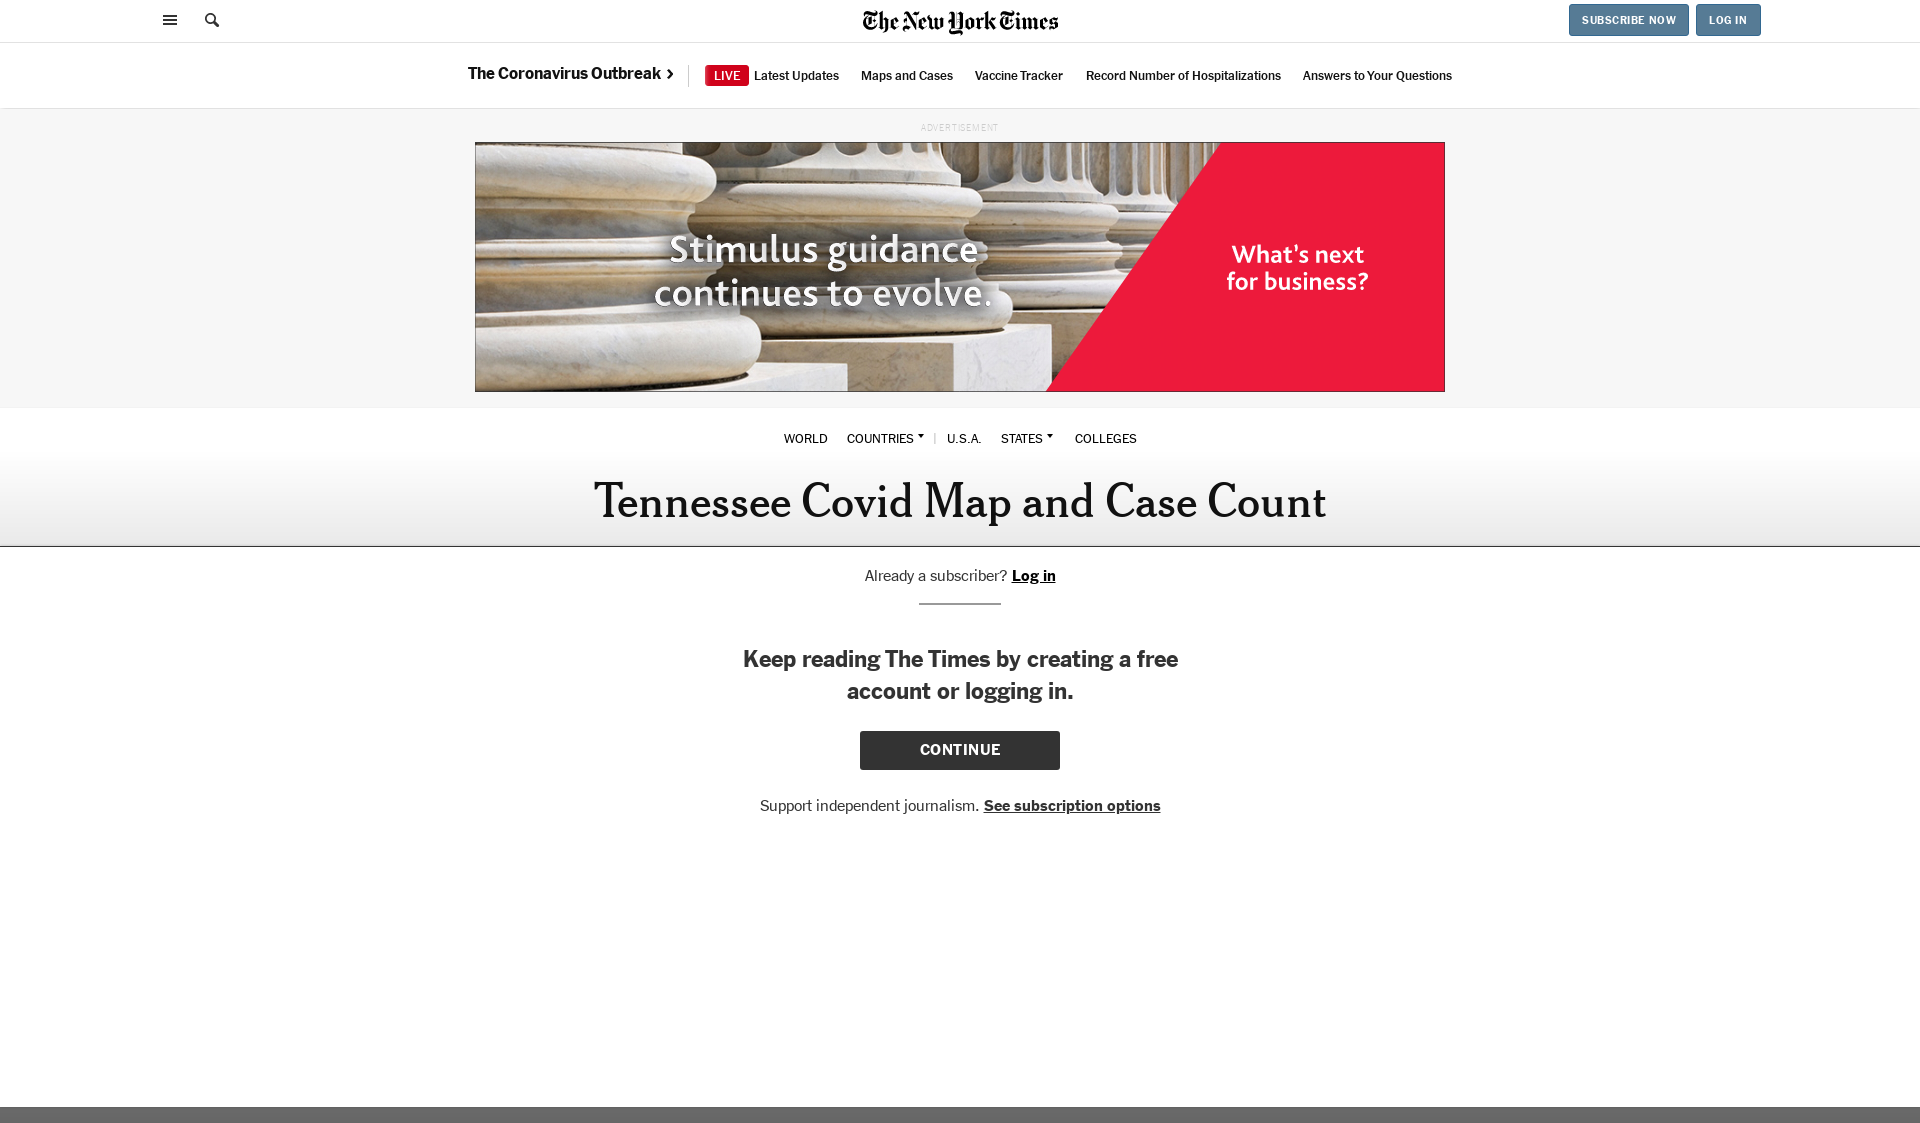 The New York Times
SUBSCRIBE NOW
LOG IN
The Coronavirus Outbreak
LIVE Latest Updates
Maps and Cases
Vaccine Tracker
Record Number of Hospitalizations
Answers to Your Questions
ADVERTISEMENT
Stimulus guidance
continues to evolve.
What's next
for business?
WORLD
COUNTRIES
U.S.A.
STATES
COLLEGES
Tennessee Covid Map and Case Count
Already a subscriber? Log in
Keep reading The Times by creating a free
account or logging in.
CONTINUE
Support independent journalism. See subscription options